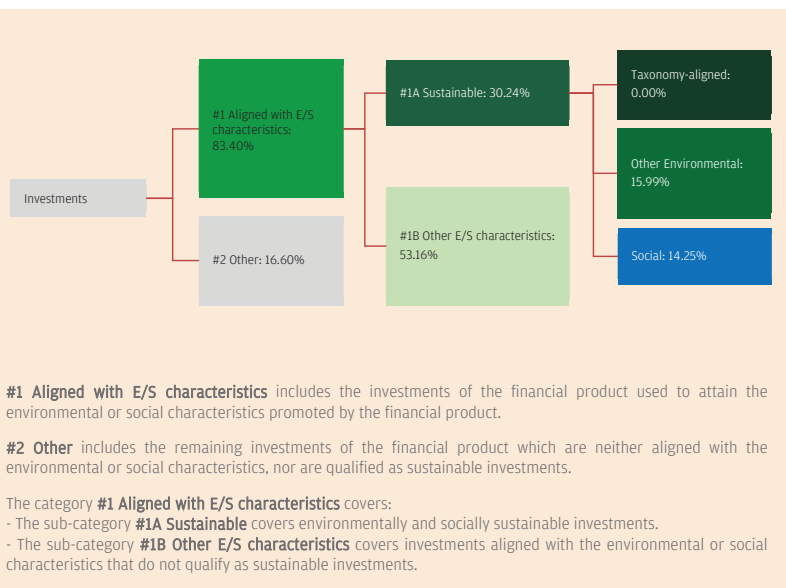 Investments
#1 Aligned with E/S
characteristics:
83.40%
#2 Other: 16.60%
#1A Sustainable: 30.24%
#1B Other E/S characteristics:
53.16%
Taxonomy-aligned:
0.00%
Other Environmental:
15.99%
Social: 14.25%
#1 Aligned with E/S characteristics includes the investments of the financial product used to attain the
environmental or social characteristics promoted by the financial product.
#2 Other includes the remaining investments of the financial product which are neither aligned with the
environmental or social characteristics, nor are qualified as sustainable investments.
The category #1 Aligned with E/S characteristics covers:
- The sub-category #1A Sustainable covers environmentally and socially sustainable investments.
- The sub-category #1B Other E/S characteristics covers investments aligned with the environmental or social
characteristics that do not qualify as sustainable investments.